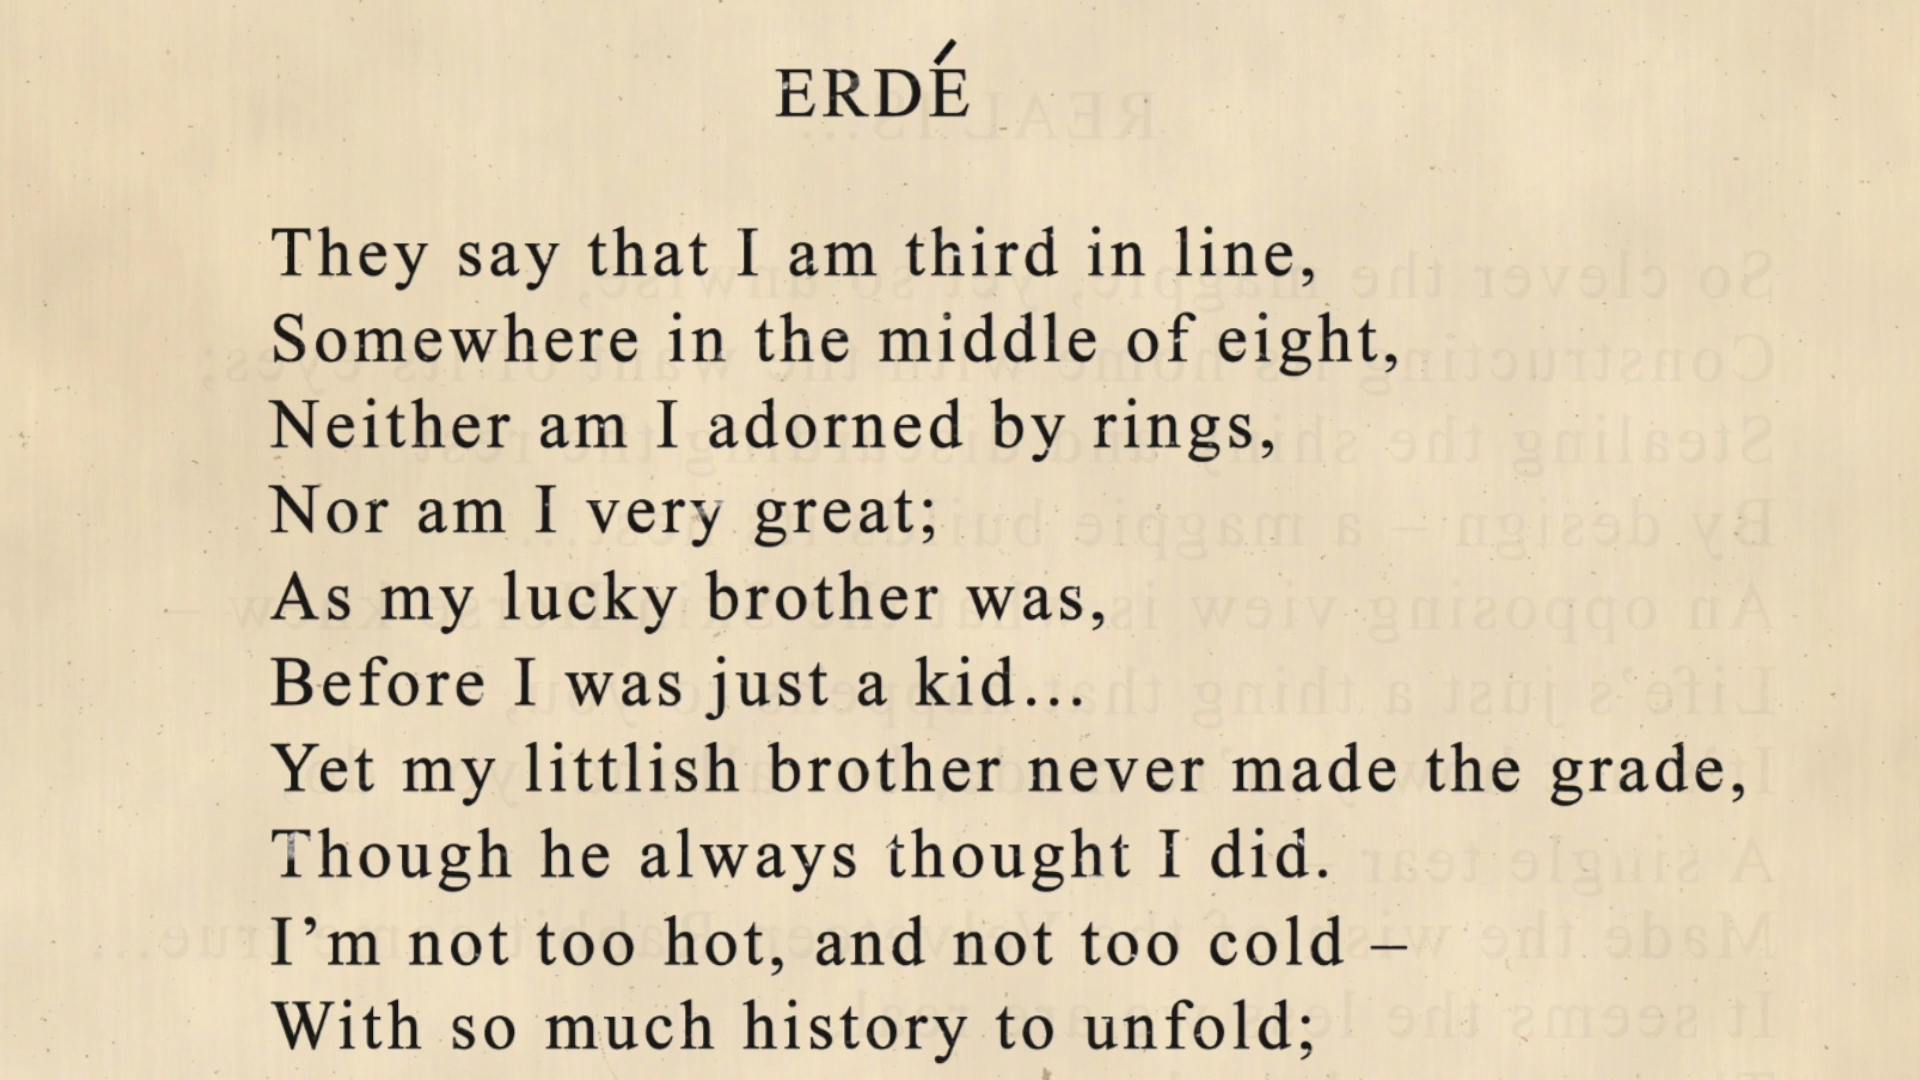 ERDÉ
They say that I am third in line,
Somewhere in the middle of eight,
Neither am I adorned by rings,
Nor am I very great;
As my lucky brother was,
Before I was just a kid…
Yet my littlish brother never made the grade,
Though he always thought I did.
I’m not too hot, and not too cold –
With so much history to unfold;